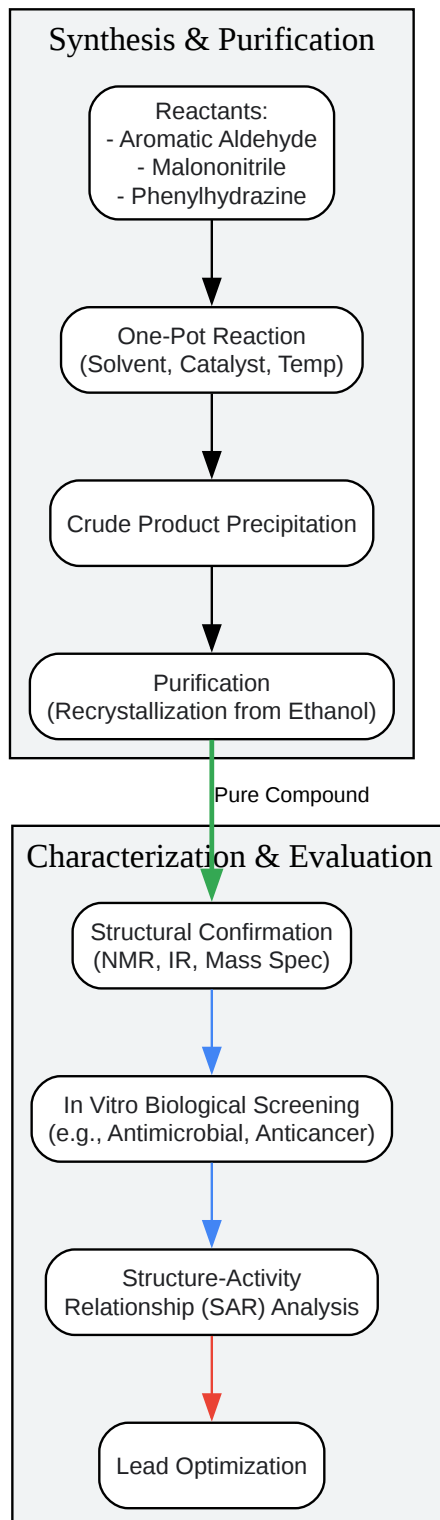 Synthesis & Purification
Reactants:
- Aromatic Aldehyde
- Malononitrile
- Phenylhydrazine
One-Pot Reaction
(Solvent, Catalyst, Temp)
Crude Product Precipitation
Purification
(Recrystallization from Ethanol)
Pure Compound
Characterization & Evaluation
Structural Confirmation
(NMR, IR, Mass Spec)
In Vitro Biological Screening
(e.g., Antimicrobial, Anticancer)
Structure-Activity
Relationship (SAR) Analysis
Lead Optimization